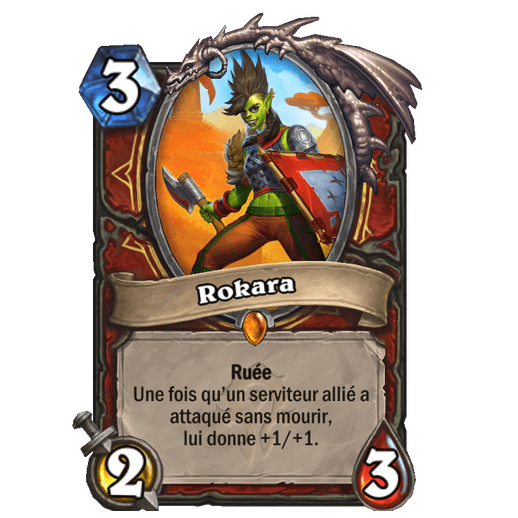 3
Rokara
Ruée
Une fois qu'un serviteur allié a
attaqué sans mourir,
lui donne +1/+1.
2
3